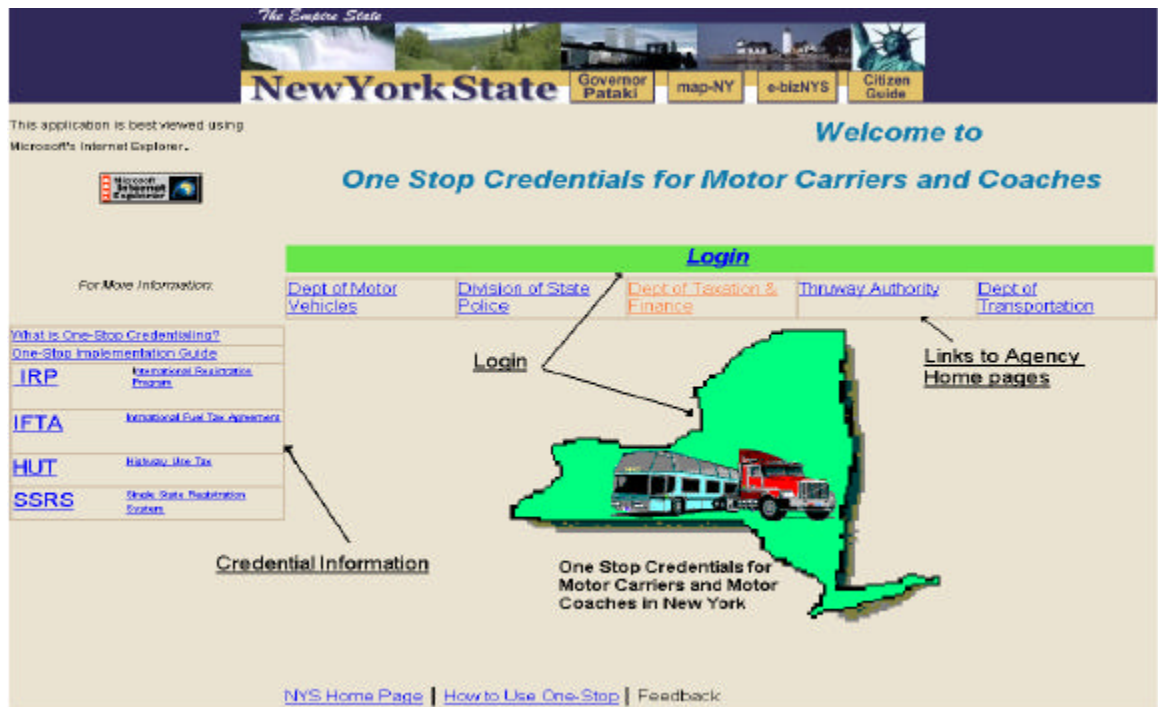 The Empire State
NewYorkState
Governor
Pataki
map-NY
e-bizNYS
Citizen
Guide
This application is best viewed using
Microsoft's Internet Explorer.
Microsoft
Internet
Explorer
Welcome to
One Stop Credentials for Motor Carriers and Coaches
Login
For More Information:
Dept of Motor
Vehicles
Division of State
Police
Dept of Taxation &
Finance
Thruway Authority
Dept of
Transportation
What is One-Stop Credentialing?
One-Stop Implementation Guide
IRP
International Registration
Program
IFTA
International Fuel Tax Agreement
HUT
Highway Use Tax
SSRS
Single State Registration
System
Login
Links to Agency
Home pages
Credential Information
One Stop Credentials for
Motor Carriers and Motor
Coaches in New York
NYS Home Page | How to Use One-Stop | Feedback